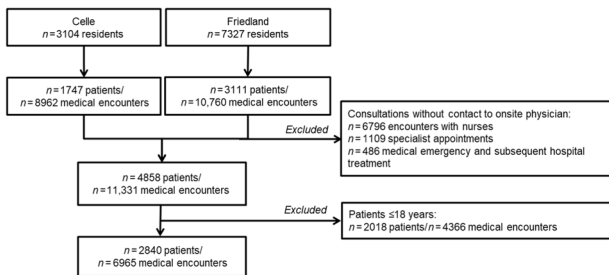 Celle
n=3104 residents
Friedland
n=7327 residents
n=1747 patients/
n=8962 medical encounters
n=3111 patients/
n=10,760 medical encounters
Excluded
Consultations without contact to onsite physician:
n=6796 encounters with nurses
n=1109 specialist appointments
n=486 medical emergency and subsequent hospital
treatment
n=4858 patients/
n=11,331 medical encounters
Excluded
Patients ≤18 years:
n=2018 patients/n=4366 medical encounters
n=2840 patients/
n=6965 medical encounters